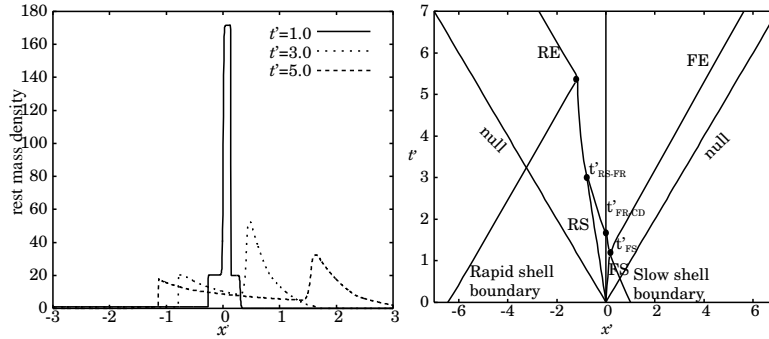 180
160
140
120
100
80
60
40
20
0
rest mass density
-3
-2
-1
0
1
2
3
x'
t'=1.0
t'=3.0
t'=5.0
7
6
5
4
3
2
1
0
t'
-6
-4
-2
0
2
4
6
x'
RE
FE
null
null
t'RS-FR
t'FR-CD
t'FS
RS
FS
Rapid shell
boundary
Slow shell
boundary